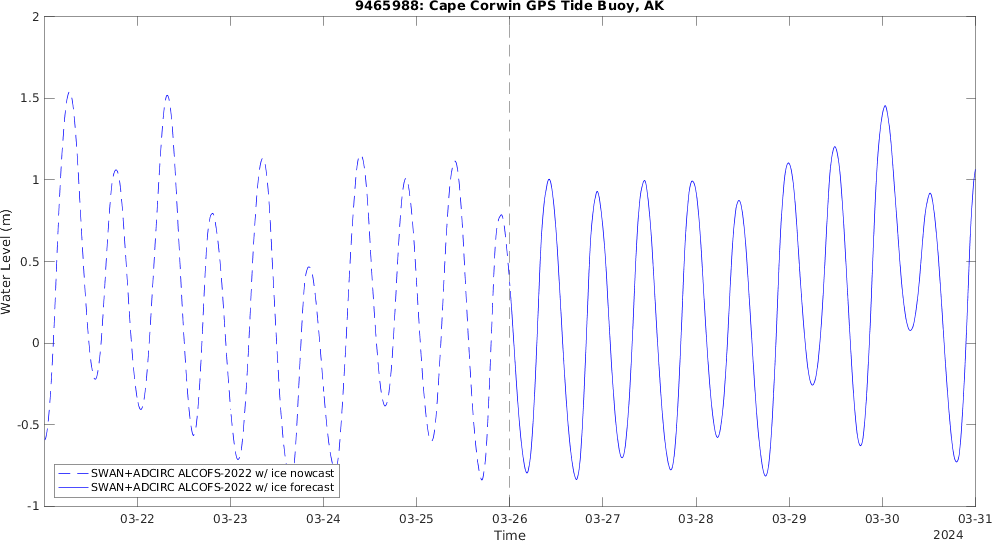 9465988: Cape Corwin GPS Tide Buoy, AK
2
1.5
1
0.5
0
-0.5
-1
Water Level (m)
SWAN+ADCIRC ALCOFS-2022 w/ ice nowcast
SWAN+ADCIRC ALCOFS-2022 w/ ice forecast
03-22 03-23 03-24 03-25 03-26 03-27 03-28 03-29 03-30 03-31
Time
2024